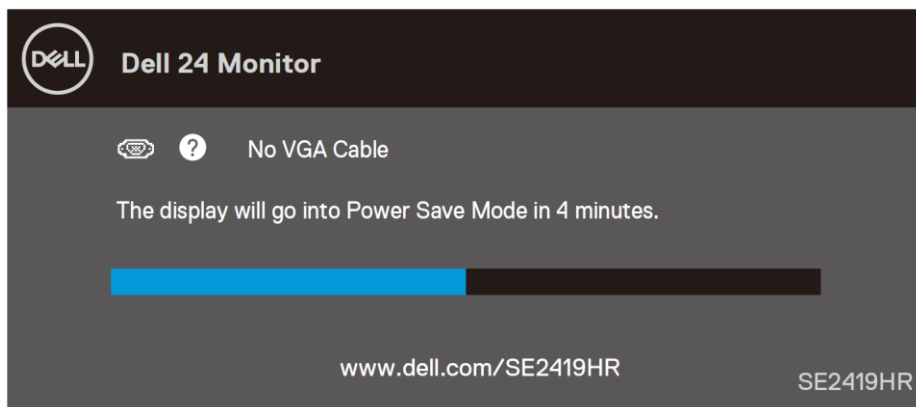 DELL
Dell 24 Monitor
? No VGA Cable
The display will go into Power Save Mode in 4 minutes.
www.dell.com/SE2419HR
SE2419HR